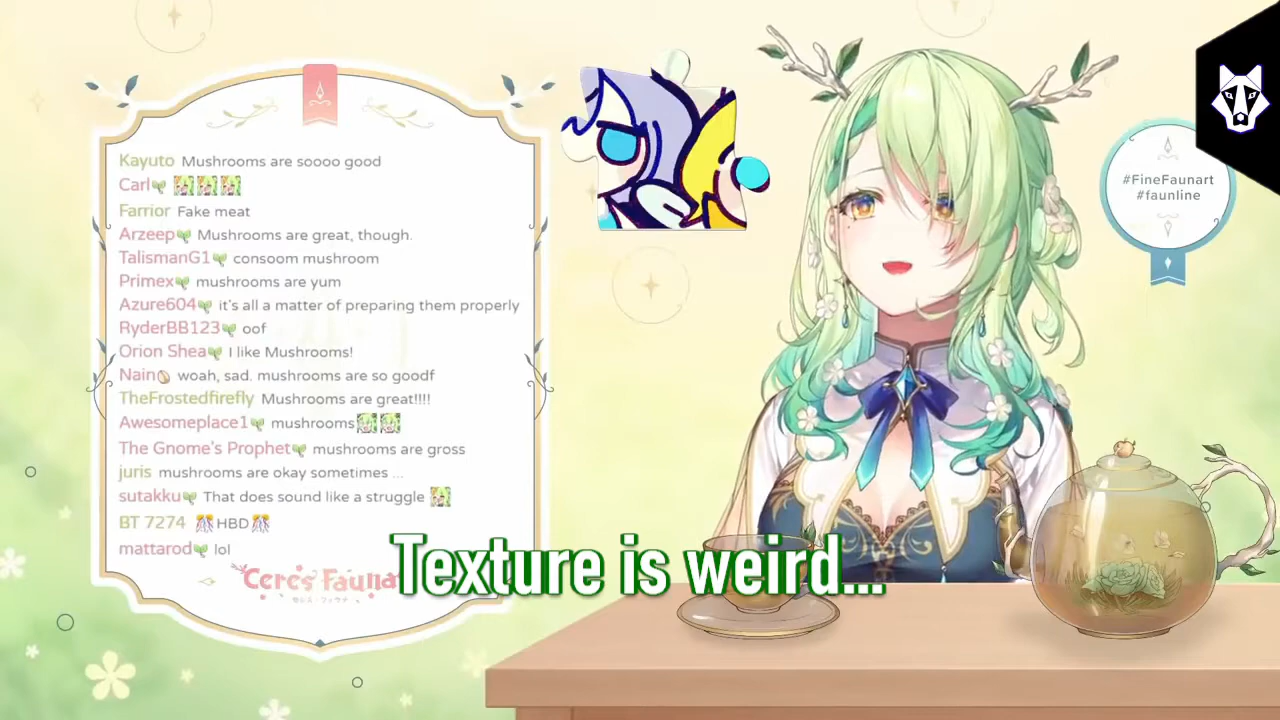 Kayuto Mushrooms are soooo good
Carl
Farrior Fake meat
Arzeep Mushrooms are great, though.
TalismanG1 consoom mushroom
Primex mushrooms are yum
Azure604 it's all a matter of preparing them properly
RyderBB123 oof
Orion Shea I like Mushrooms!
Nain woah, sad. mushrooms are so goodf
TheFrostedfirefly Mushrooms are great!!!!
Awesomeplace1 mushrooms
The Gnome's Prophet mushrooms are gross
juris mushrooms are okay sometimes ...
sutakku That does sound like a struggle
BT 7274 HBD
mattarod lol
Ceres Fauna
#FineFaunart
#faunline
Texture is weird...